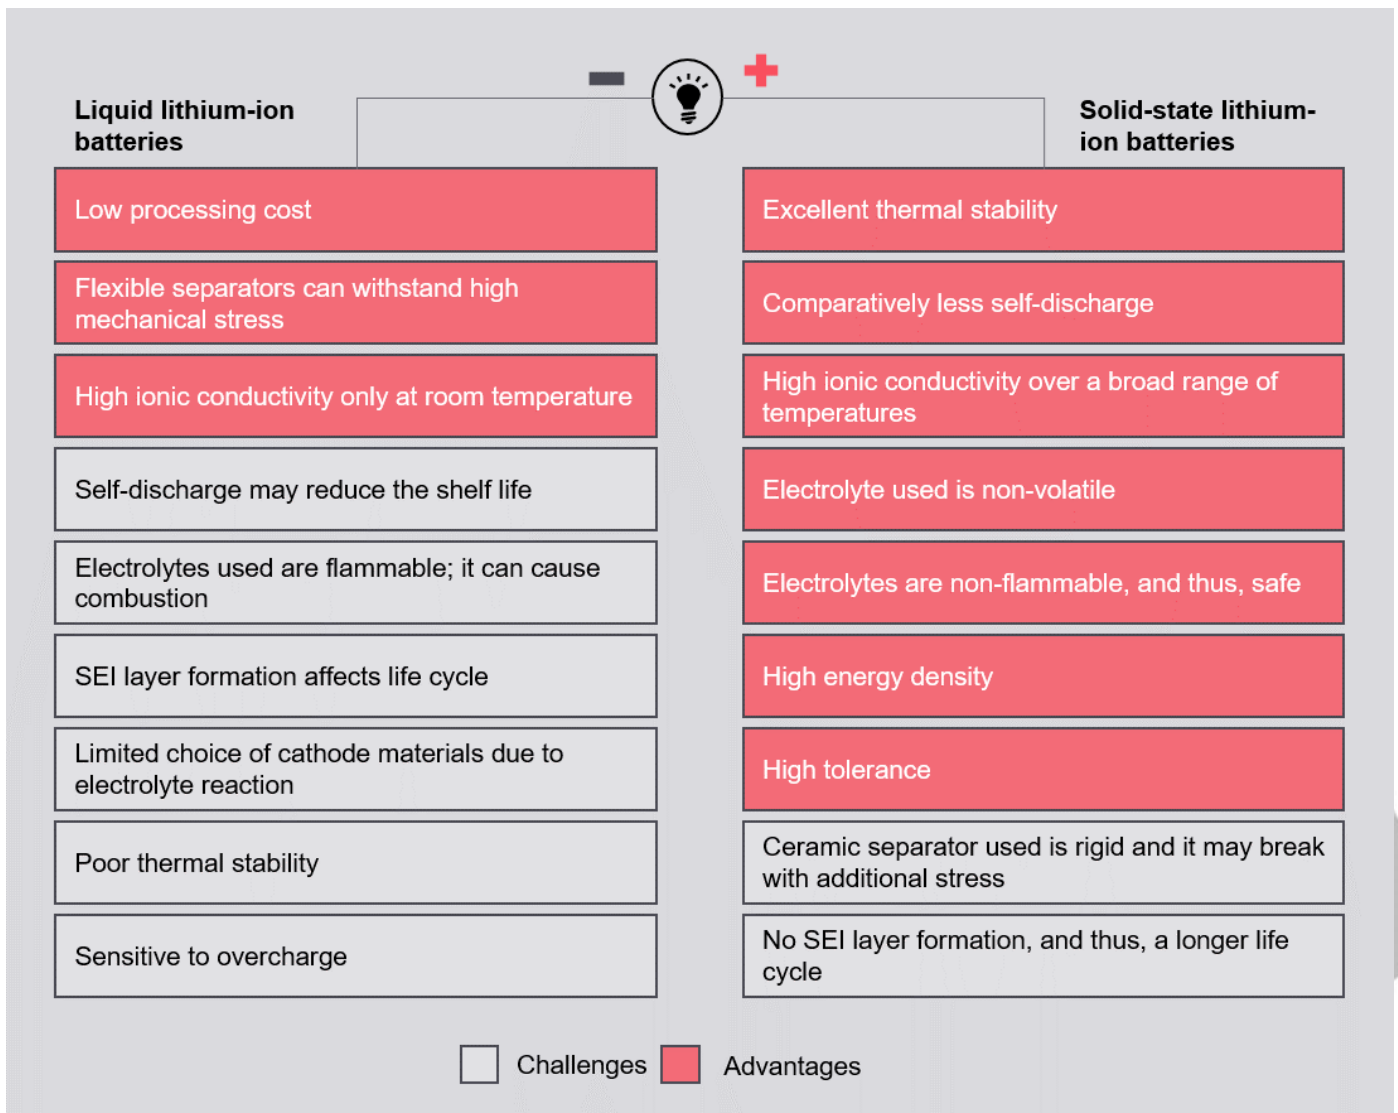 Liquid lithium-ion
batteries
Low processing cost
Flexible separators can withstand high
mechanical stress
High ionic conductivity only at room temperature
Self-discharge may reduce the shelf life
Electrolytes used are flammable; it can cause
combustion
SEI layer formation affects life cycle
Limited choice of cathode materials due to
electrolyte reaction
Poor thermal stability
Sensitive to overcharge
Solid-state lithium-
ion batteries
Excellent thermal stability
Comparatively less self-discharge
High ionic conductivity over a broad range of
temperatures
Electrolyte used is non-volatile
Electrolytes are non-flammable, and thus, safe
High energy density
High tolerance
Ceramic separator used is rigid and it may break
with additional stress
No SEI layer formation, and thus, a longer life
cycle
Challenges
Advantages